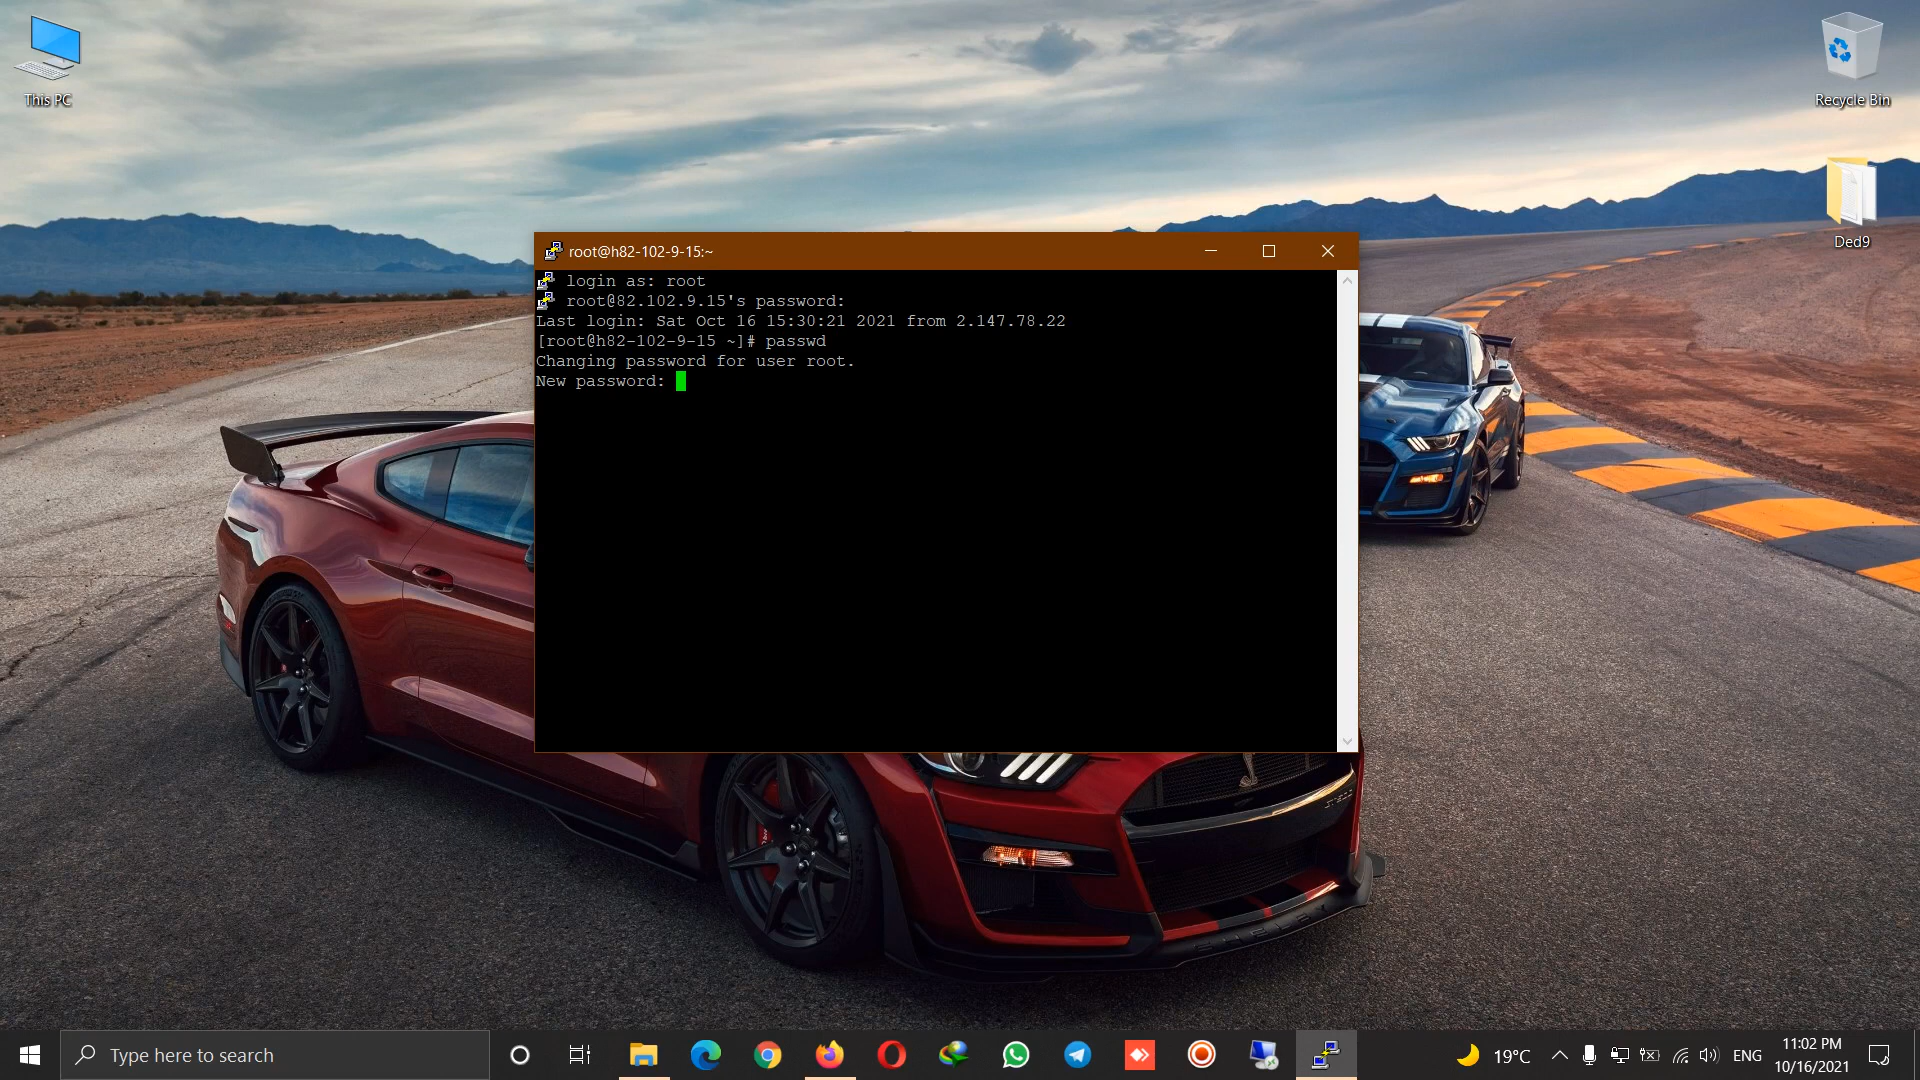 This PC
Recycle Bin
Ded9
root@h82-102-9-15:~
login as: root
root@82.102.9.15's password:
Last login: Sat Oct 16 15:30:21 2021 from 2.147.78.22
[root@h82-102-9-15 ~]# passwd
Changing password for user root.
New password:
Type here to search
19°C
ENG
11:02 PM
10/16/2021